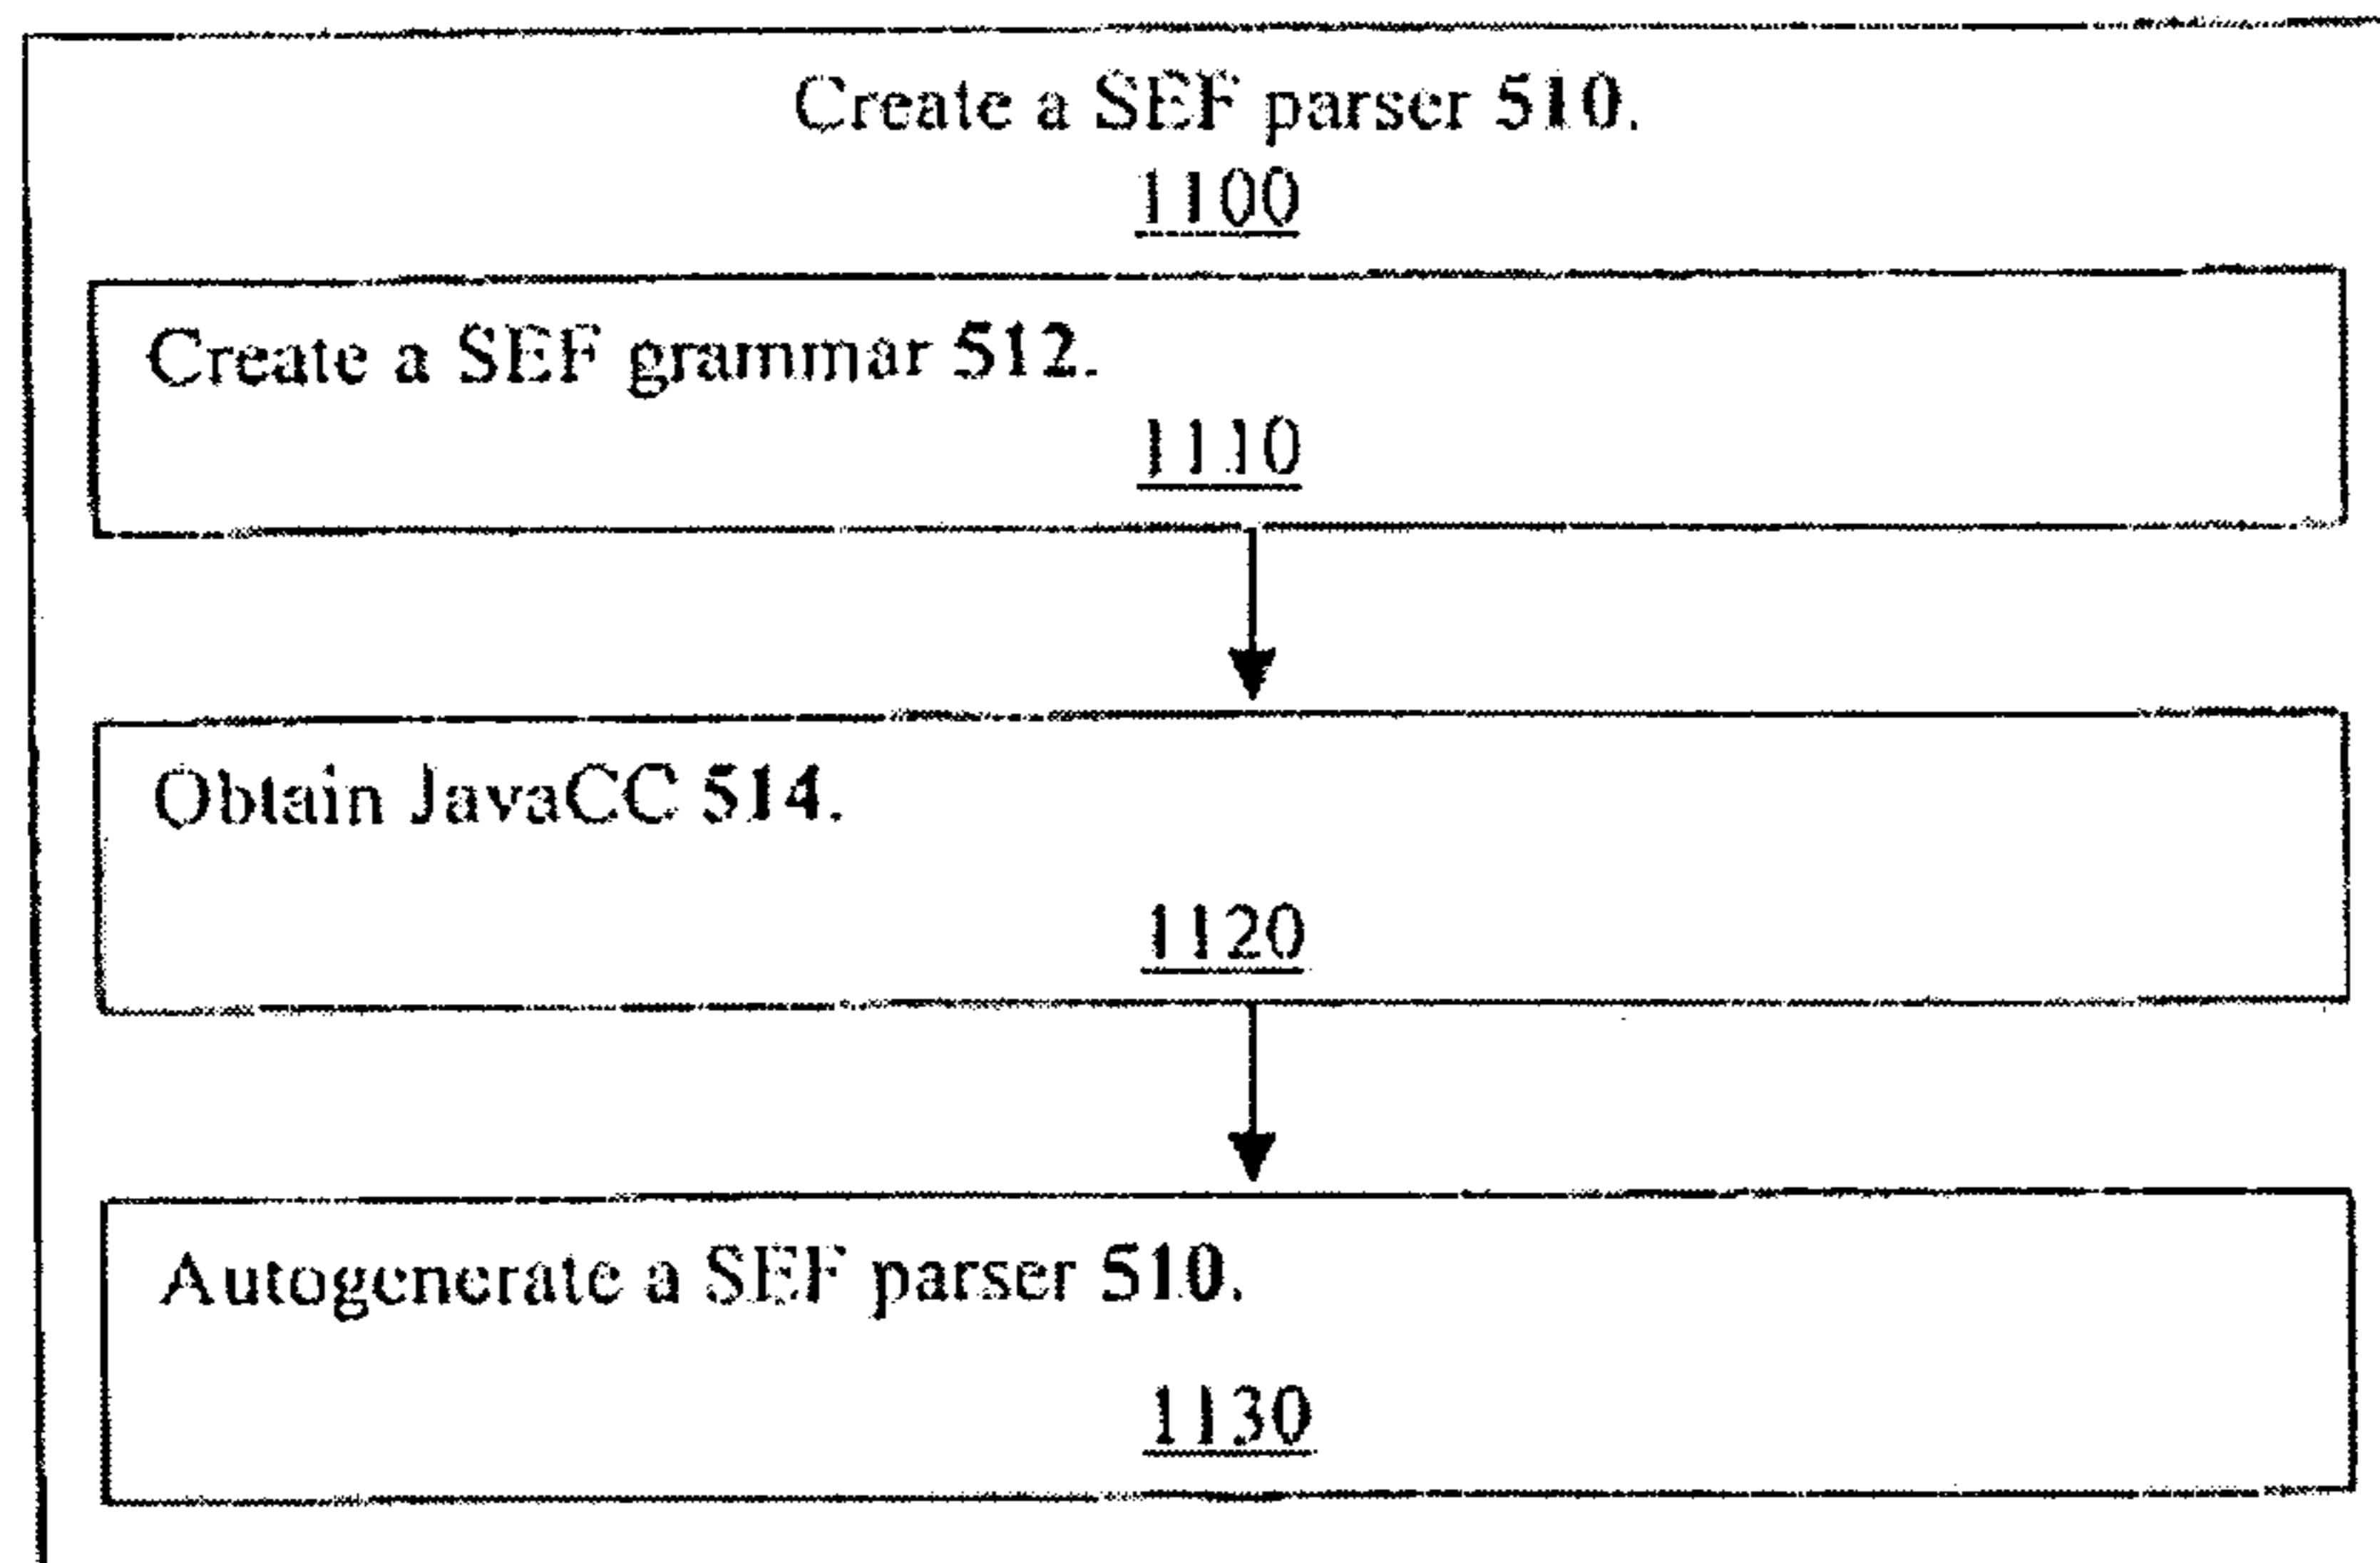 Create a SEF parser 510.
1100
Create a SEF grammar 512.
1110
Obtain JavaCC 514.
1120
Autogenerate a SEF parser 510.
1130